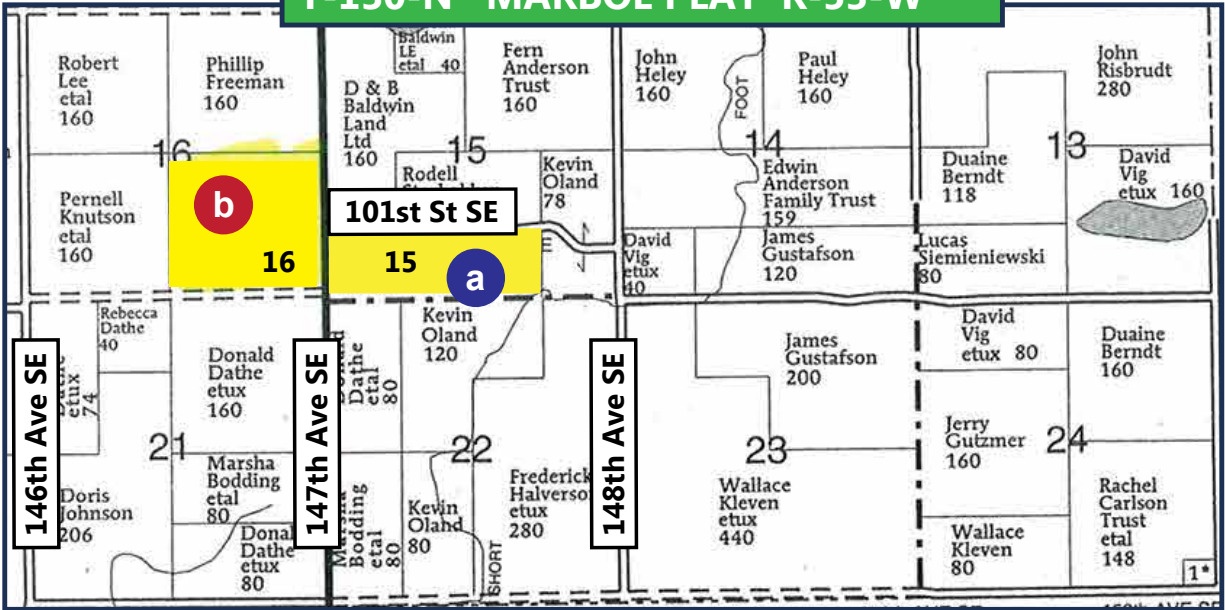 T-130-N MARBOE PLAT R-55-W
Robert
Lee
etal
160
Phillip
Freeman
160
Baldwin
LE
etal 40
D & B
Baldwin
Land
Ltd
160
Fern
Anderson
Trust
160
John
Heley
160
FOOT
Paul
Heley
160
John
Risbrudt
280
16
15
14
13
Pernell
Knutson
etal
160
b
16
Rodell
Kevin
Oland
78
101st St SE
15
a
E
Edwin
Anderson
Family Trust
159
David
Vig
etux
40
James
Gustafson
120
Duaine
Berndt
118
David
Vig
etux 160
Lucas
Siemieniewski
80
Rebecca
Dathe
40
Dathe
etux
74
Donald
Dathe
etux
160
Donald
Dathe
etal
80
Kevin
Oland
120
James
Gustafson
200
David
Vig
etux 80
Duaine
Berndt
160
146th Ave SE
147th Ave SE
148th Ave SE
21
22
23
24
Doris
Johnson
206
Marsha
Bodding
etal
80
Donal
Dathe
etux
80
Marsha
Bodding
etal
80
Kevin
Oland
80
SHORT
Frederick
Halverso
etux
280
Wallace
Kleven
etux
440
Jerry
Gutzmer
160
Wallace
Kleven
80
Rachel
Carlson
Trust
etal
148
1*